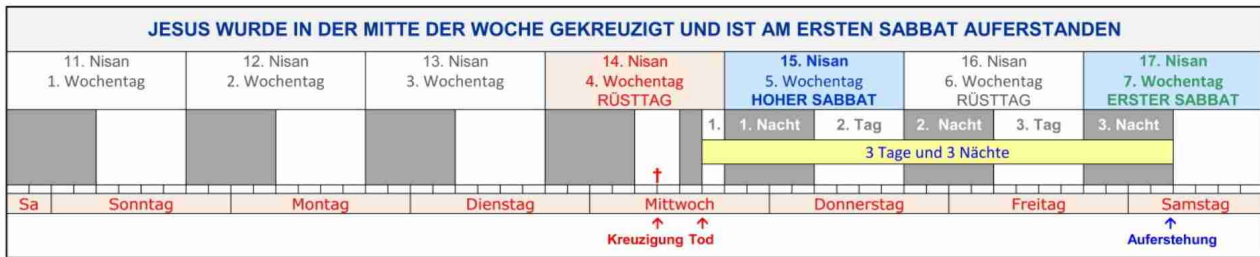 JESUS WURDE IN DER MITTE DER WOCHE GEKREUZIGT UND IST AM ERSTEN SABBAT AUFERSTANDEN
11. Nisan 12. Nisan 13. Nisan 14. Nisan 15. Nisan 16. Nisan 17. Nisan
1. Wochentag 2. Wochentag 3. Wochentag 4. Wochentag 5. Wochentag 6. Wochentag 7. Wochentag
RÜSTTAG HOHER SABBAT RÜSTTAG ERSTER SABBAT
1. 1. Nacht 2. Tag 2. Nacht 3. Tag 3. Nacht
3 Tage und 3 Nächte
Sa Sonntag Montag Dienstag Mittwoch Donnerstag Freitag Samstag
Kreuzigung Tod Auferstehung